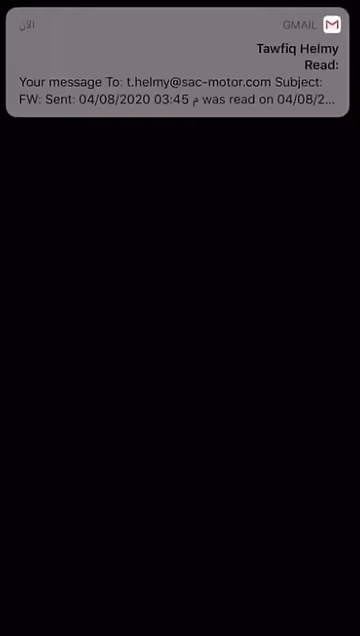 GMAIL الآن
Tawfiq Helmy
Read:
Your message To: t.helmy@sac-motor.com Subject:
FW: Sent: 04/08/2020 03:45 م was read on 04/08/2...